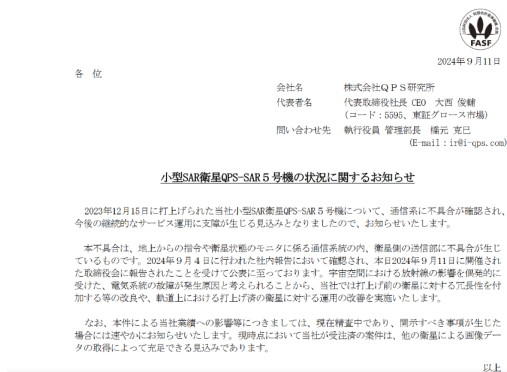 FASF
2024年9月11日
各 位
会社名 株式会社QPS研究所
代表者名 代表取締役社長 CEO 大西 俊輔
(コード:5595、東証グロース市場)
問い合わせ先 執行役員 管理部長 橋元 克巳
(E-mail:ir@i-qps.com)
小型SAR衛星QPS-SAR5号機の状況に関するお知らせ
2023年12月15日に打上げられた当社小型SAR衛星QPS-SAR5号機について、通信系に不具合が確認され、
今後の継続的なサービス運用に支障が生じる見込みとなりましたので、お知らせいたします。
本不具合は、地上からの指令や衛星状態のモニタに係る通信系統の内、衛星側の送信部に不具合が生じ
ているものです。2024年9月4日に行われた社内報告において確認され、本日2024年9月11日に開催され
た取締役会に報告されたことを受けて公表に至っております。宇宙空間における放射線の影響を偶発的に
受けた、電気系統の故障が発生原因と考えられることから、当社では打上げ前の衛星に対する冗長性を付
加する等の改良や、軌道上における打上げ済の衛星に対する運用の改善を実施いたします。
なお、本件による当社業績への影響等につきましては、現在精査中であり、開示すべき事項が生じた
場合には速やかにお知らせいたします。現時点において当社が受注済の案件は、他の衛星による画像デー
タの取得によって充足できる見込みであります。
以上